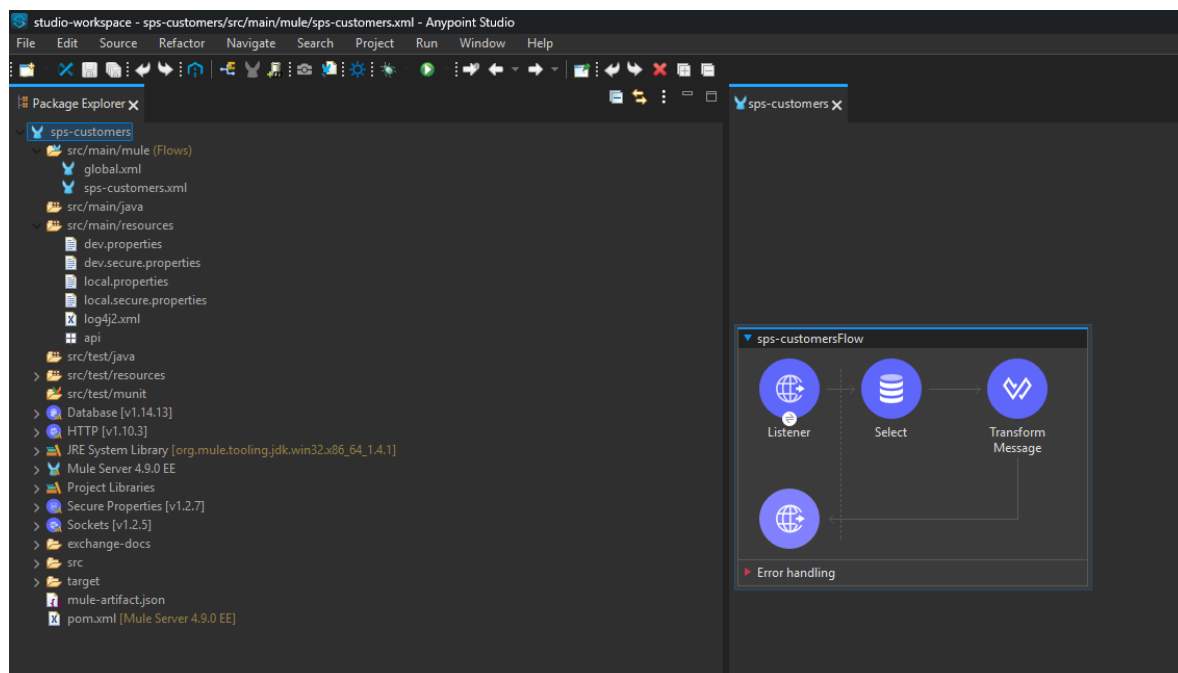 studio-workspace - sps-customers/src/main/mule/sps-customers.xml - Anypoint Studio
File Edit Source Refactor Navigate Search Project Run Window Help
Package Explorer
sps-customers
src/main/mule (Flows)
global.xml
sps-customers.xml
src/main/java
src/main/resources
dev.properties
dev.secure.properties
local.properties
local.secure.properties
log4j2.xml
api
src/test/java
src/test/resources
src/test/munit
Database [v1.14.13]
HTTP [v1.10.3]
JRE System Library [org.mule.tooling.jdk.win32.x86_64_1.4.1]
Mule Server 4.9.0 EE
Project Libraries
Secure Properties [v1.2.7]
Sockets [v1.2.5]
exchange-docs
src
target
mule-artifact.json
pom.xml [Mule Server 4.9.0 EE]
sps-customers
sps-customersFlow
Listener
Select
Transform
Message
Error handling